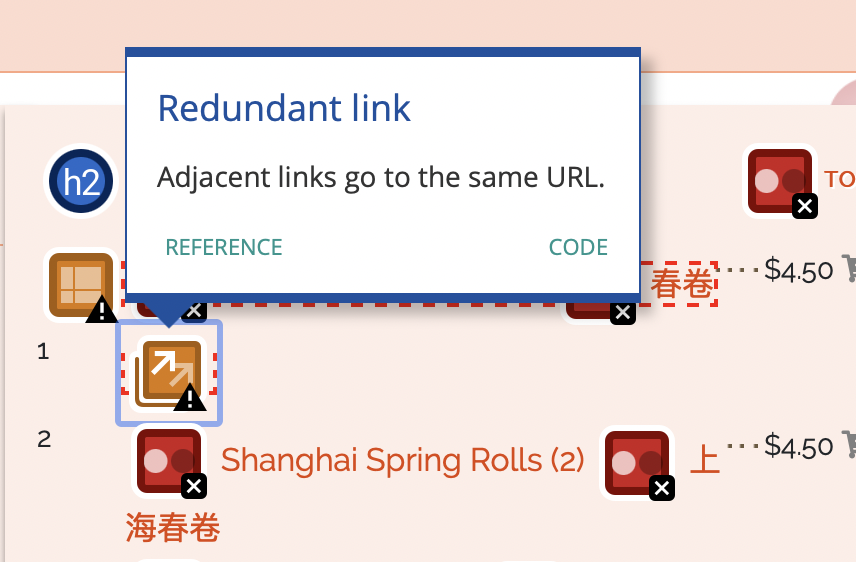 Redundant link
Adjacent links go to the same URL.
REFERENCE CODE
h2
TO
春卷 ···· $4.50
1
2
Shanghai Spring Rolls (2) 上 ··· $4.50
海春卷